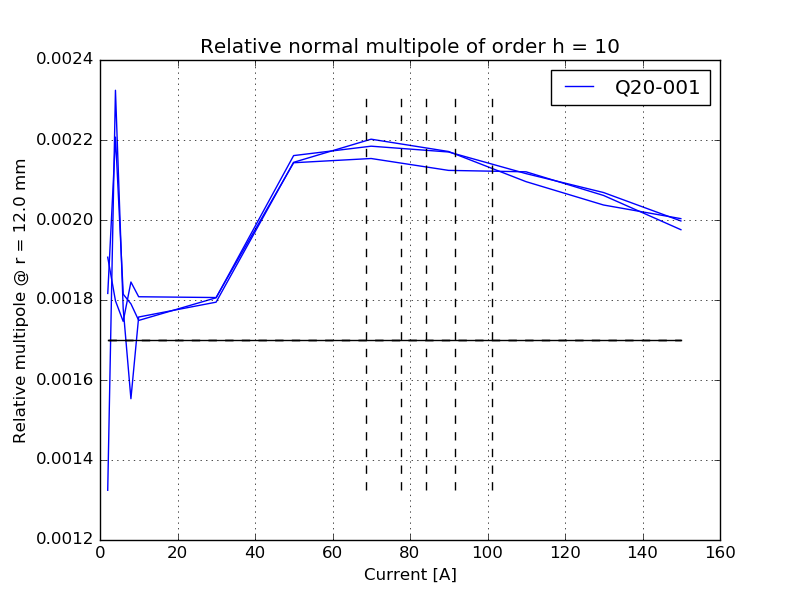 Relative normal multipole of order h = 10
Q20-001
Relative multipole @ r = 12.0 mm
0.0024
0.0022
0.0020
0.0018
0.0016
0.0014
0.0012
0 20 40 60 80 100 120 140 160
Current [A]